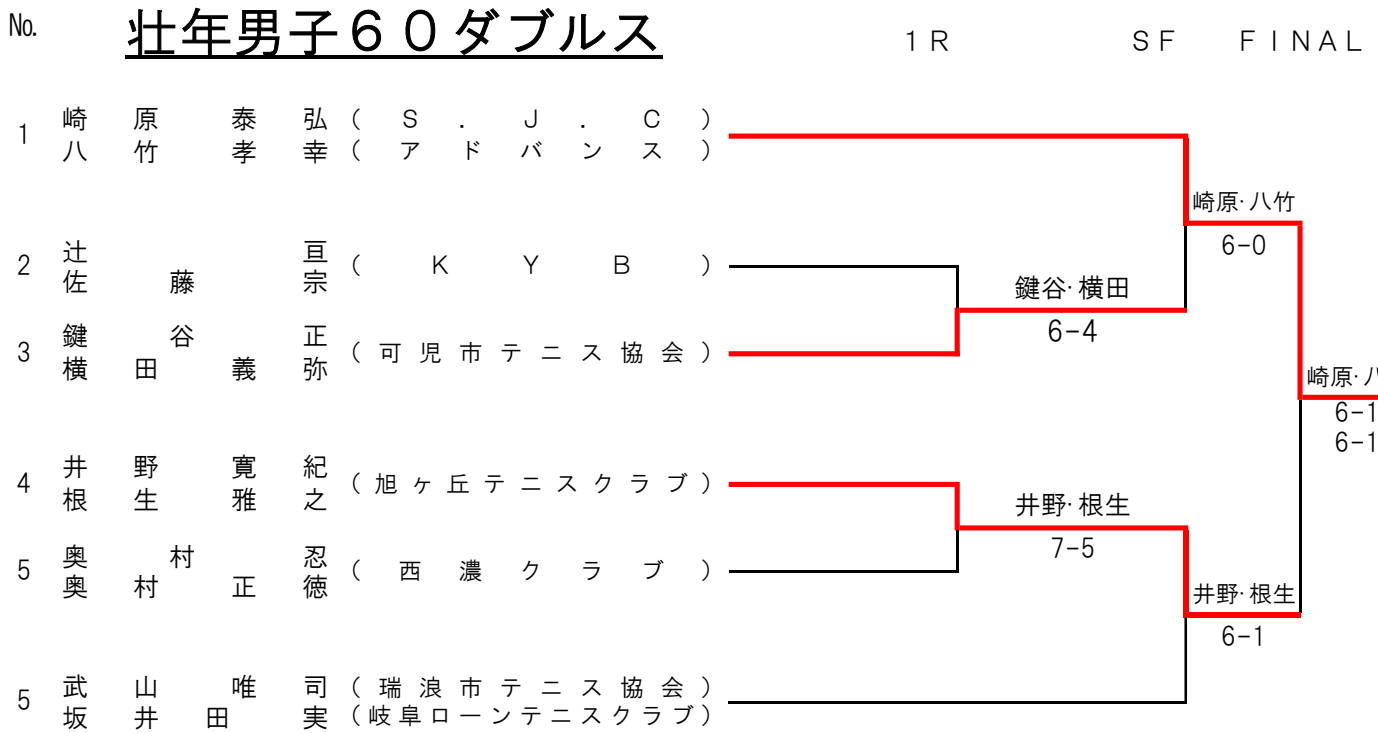 No. 壮年男子６０ダブルス 1R SF FINAL
1 崎原 泰弘 (S.J.C)
八竹 孝幸 (アドバンス)
崎原·八竹
6-0
2 辻 亘 (KYB)
佐藤 宗
鍵谷·横田
6-4
3 鍵谷 正 (可児市テニス協会)
横田 義弥
崎原·八
6-1
6-1
4 井野 寛紀 (旭ヶ丘テニスクラブ)
根生 雅之
井野·根生
7-5
5 奥村 忍 (西濃クラブ)
奥村 正徳
井野·根生
6-1
5 武山 唯司 (瑞浪市テニス協会)
坂井田 実 (岐阜ローンテニスクラブ)